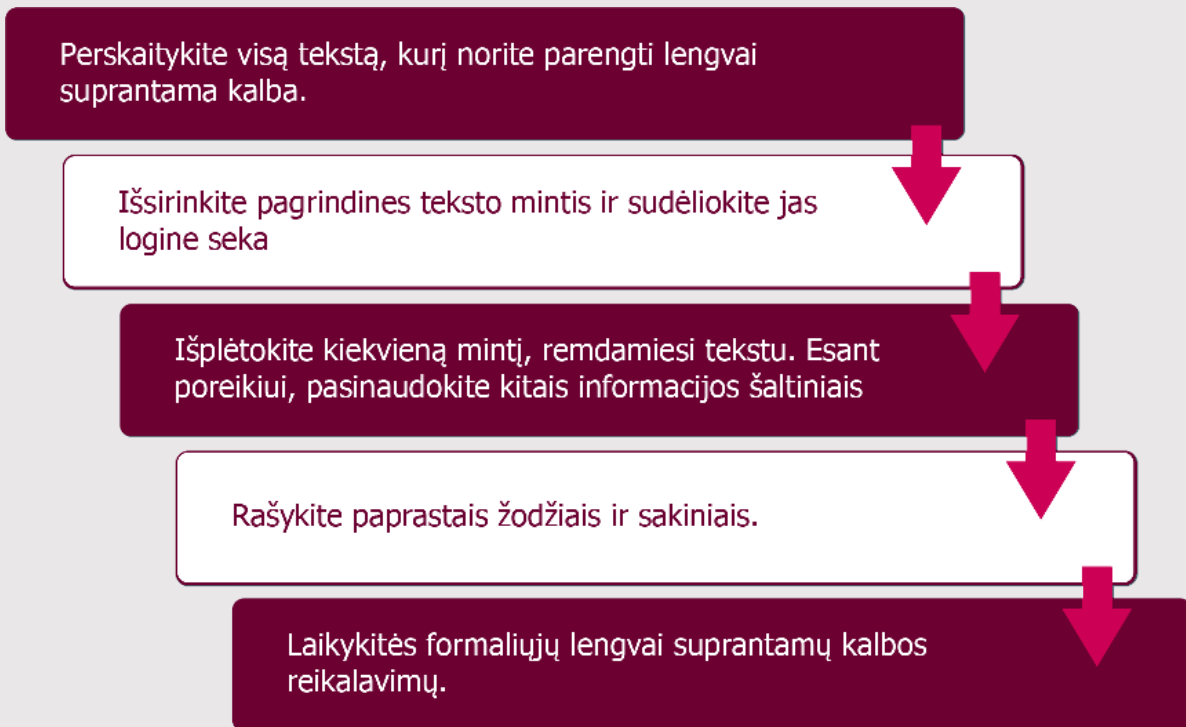 Perskaitykite visą tekstą, kurį norite parengti lengvai
suprantama kalba.
Išsirinkite pagrindines teksto mintis ir sudėliokite jas
logine seka
Išplėtokite kiekvieną mintį, remdamiesi tekstu. Esant
poreikiui, pasinaudokite kitais informacijos šaltiniais
Rašykite paprastais žodžiais ir sakiniais.
Laikykitės formaliųjų lengvai suprantamų kalbos
reikalavimų.